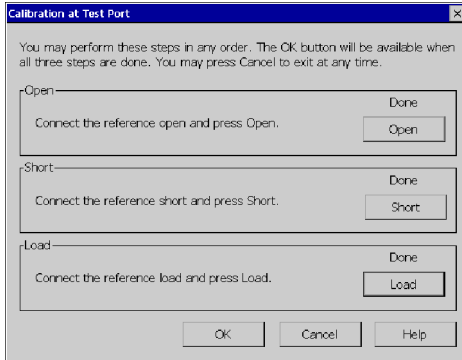 Calibration at Test Port
You may perform these steps in any order. The OK button will be available when
all three steps are done. You may press Cancel to exit at any time.
Open
Done
Connect the reference open and press Open.
Open
Short
Done
Connect the reference short and press Short.
Short
Load
Done
Connect the reference load and press Load.
Load
OK
Cancel
Help